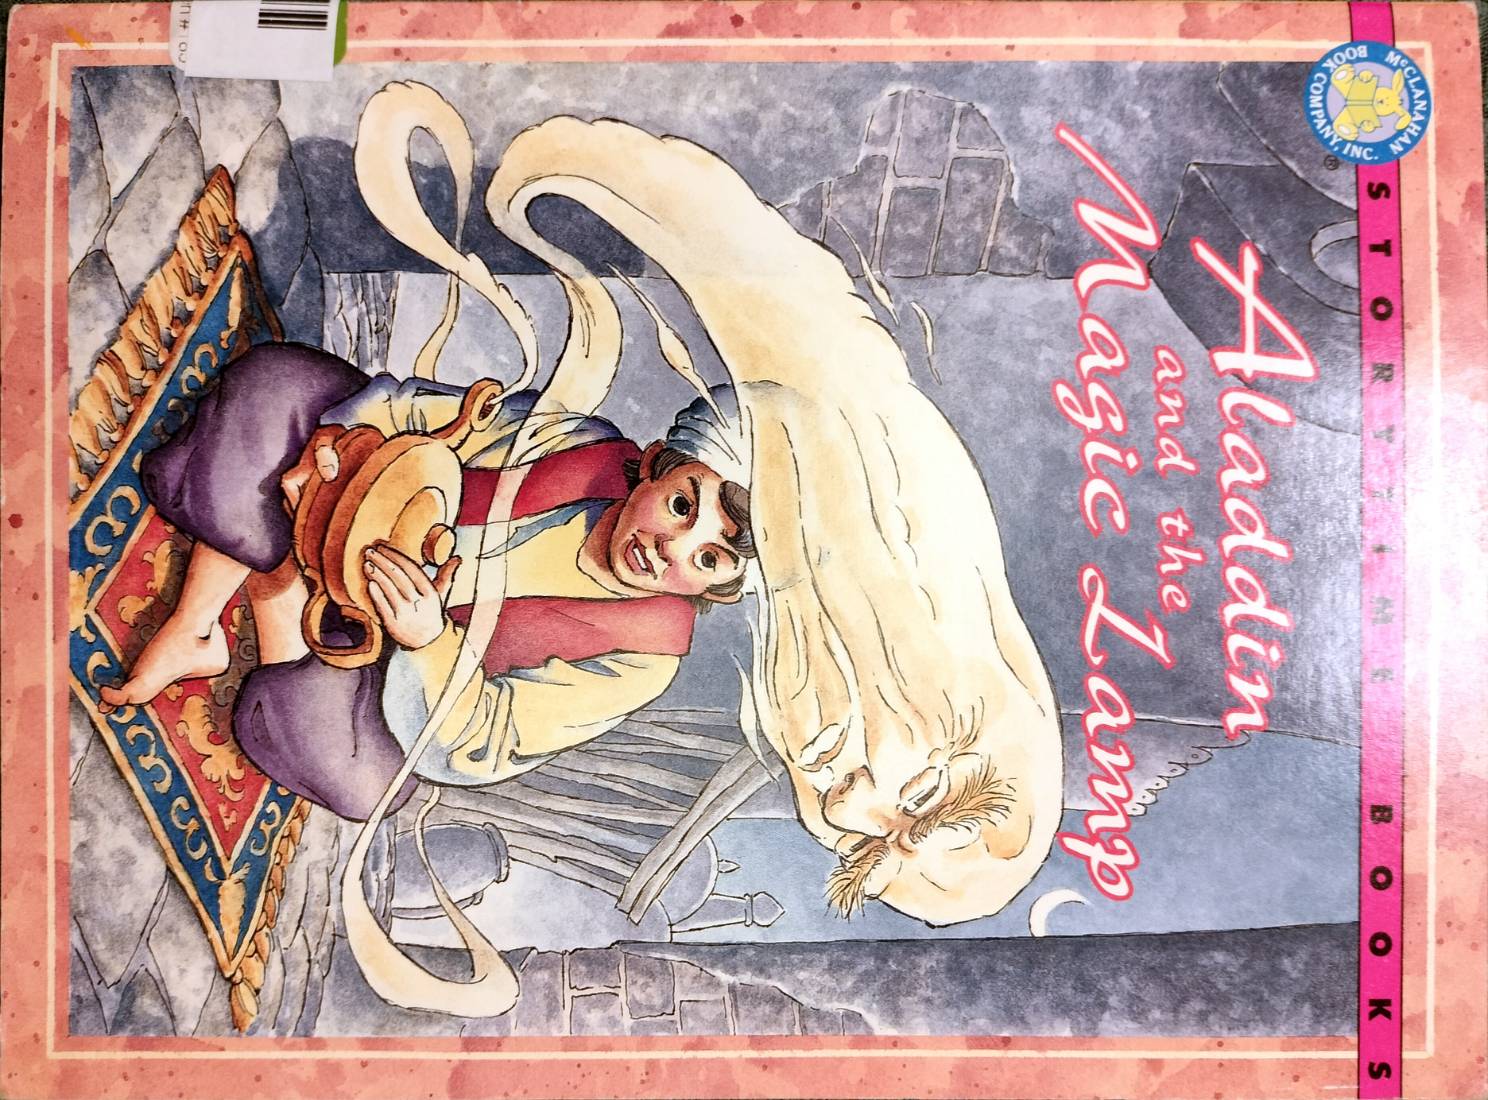 McCLANAHAN
BOOK COMPANY, INC.
®
STORYTIME BOOKS
Aladdin
and the
Magic Lamp